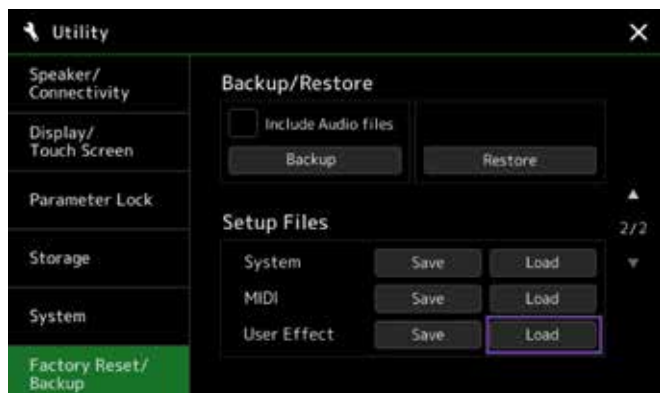 Utility
Speaker/
Connectivity
Display/
Touch Screen
Parameter Lock
Storage
System
Factory Reset/
Backup
Backup/Restore
Include Audio files
Backup Restore
Setup Files
System Save Load
MIDI Save Load
User Effect Save Load
2/2